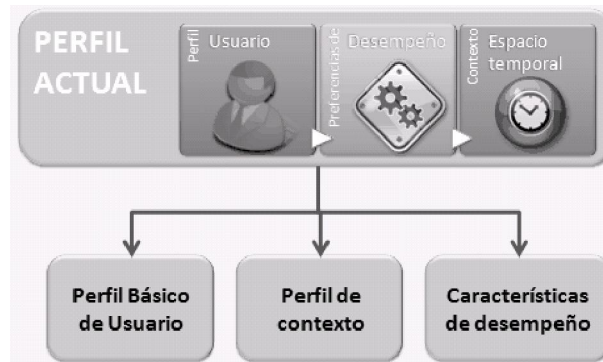 PERFIL
ACTUAL
Perfil
Usuario
Preferencias de
Desempeño
Contexto
Espacio
temporal
Perfil Básico
de Usuario
Perfil de
contexto
Características
de desempeño